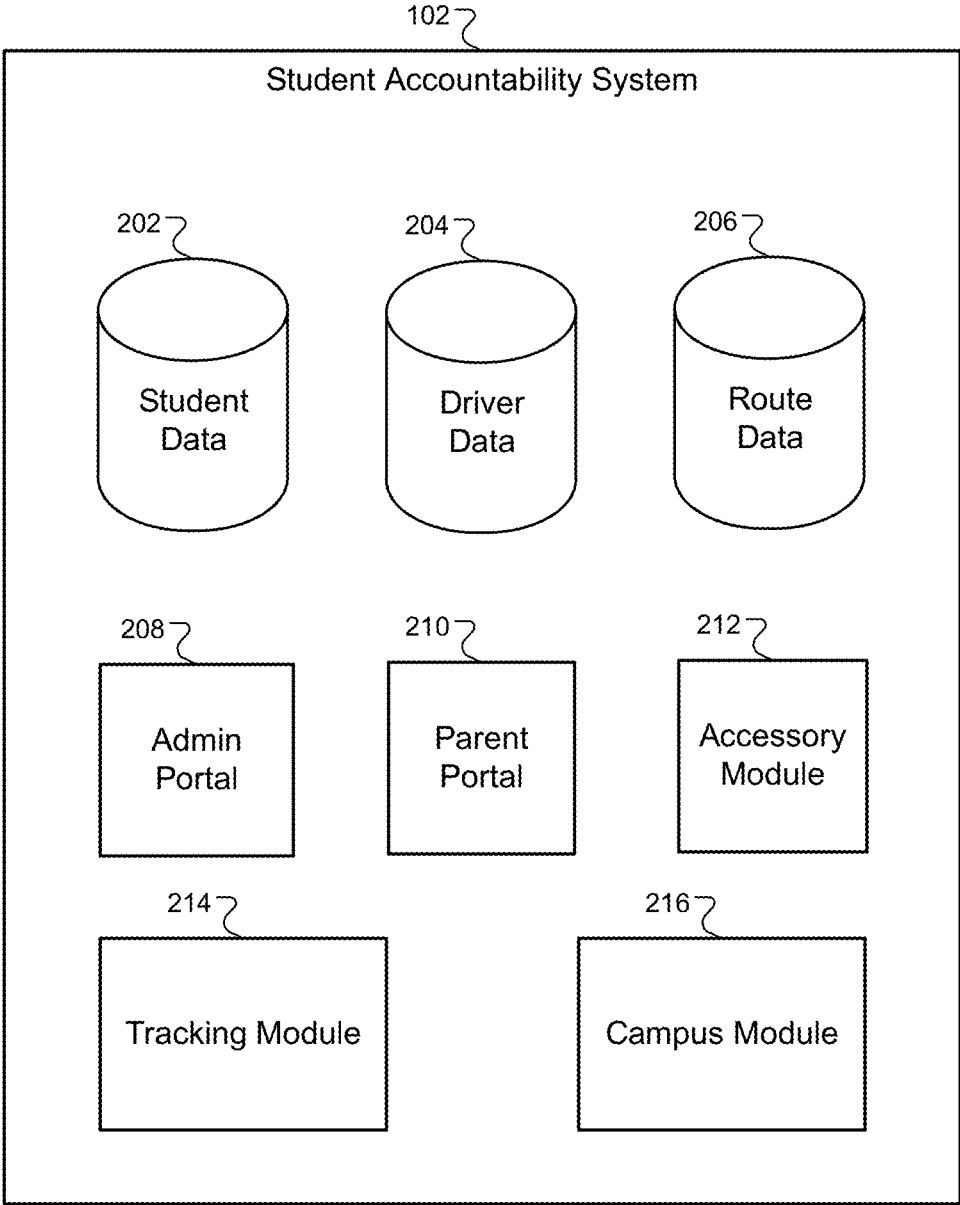 102
Student Accountability System
202
204
206
Student
Data
Driver
Data
Route
Data
208
210
212
Admin
Portal
Parent
Portal
Accessory
Module
214
216
Tracking Module
Campus Module